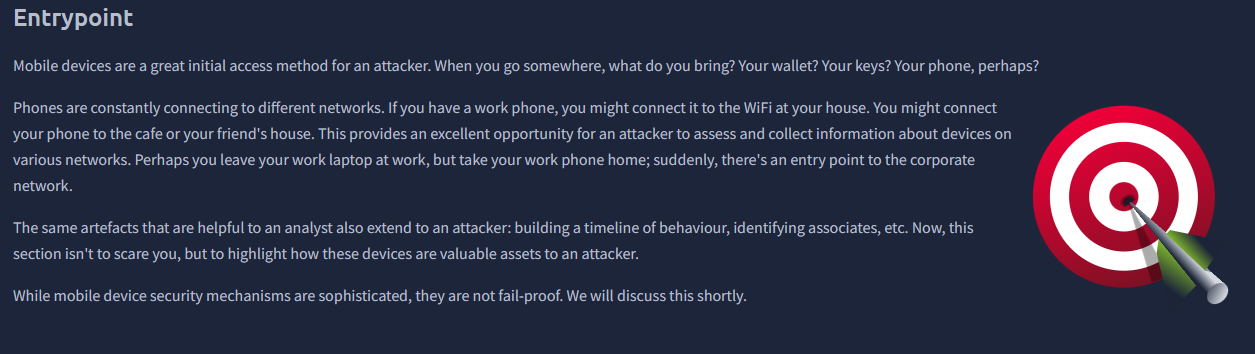 Entrypoint
Mobile devices are a great initial access method for an attacker. When you go somewhere, what do you bring? Your wallet? Your keys? Your phone, perhaps?
Phones are constantly connecting to different networks. If you have a work phone, you might connect it to the WiFi at your house. You might connect
your phone to the cafe or your friend's house. This provides an excellent opportunity for an attacker to assess and collect information about devices on
various networks. Perhaps you leave your work laptop at work, but take your work phone home; suddenly, there's an entry point to the corporate
network.
The same artefacts that are helpful to an analyst also extend to an attacker: building a timeline of behaviour, identifying associates, etc. Now, this
section isn't to scare you, but to highlight how these devices are valuable assets to an attacker.
While mobile device security mechanisms are sophisticated, they are not fail-proof. We will discuss this shortly.